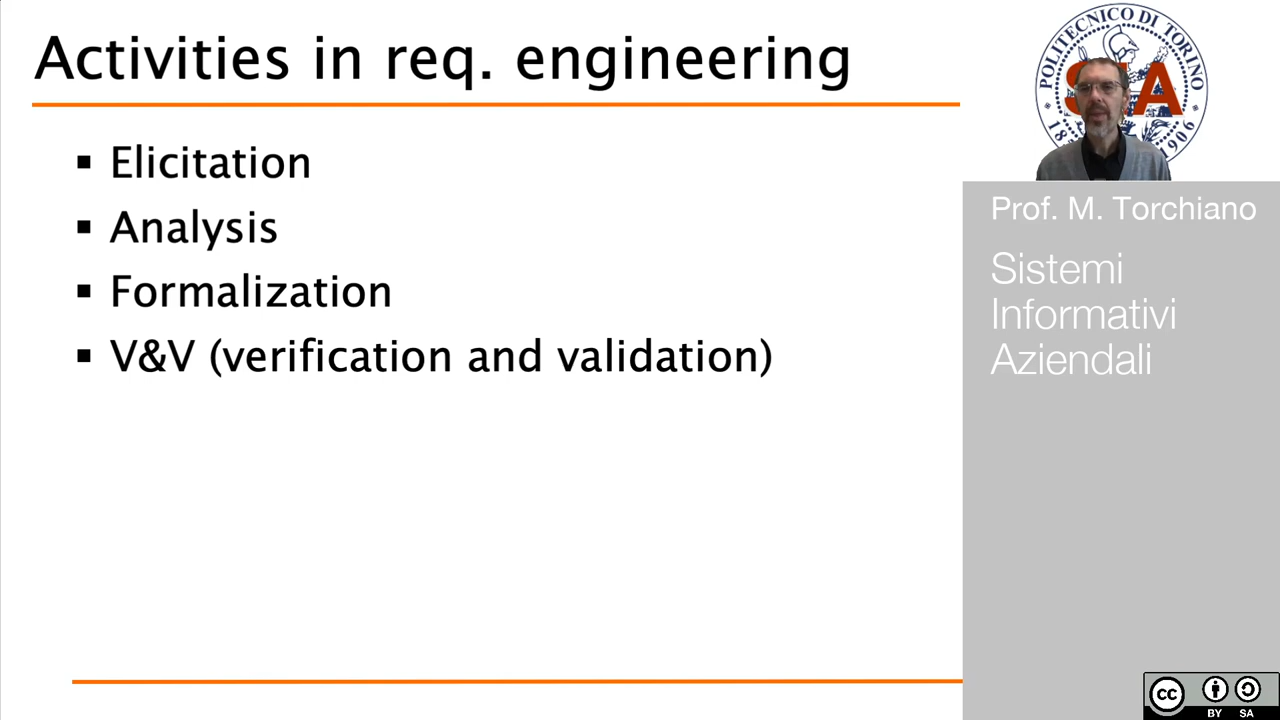 Activities in req. engineering
▪ Elicitation
▪ Analysis
▪ Formalization
▪ V&V (verification and validation)
POLITECNICO DI TORINO
1906
Prof. M. Torchiano
Sistemi
Informativi
Aziendali
cc
BY SA